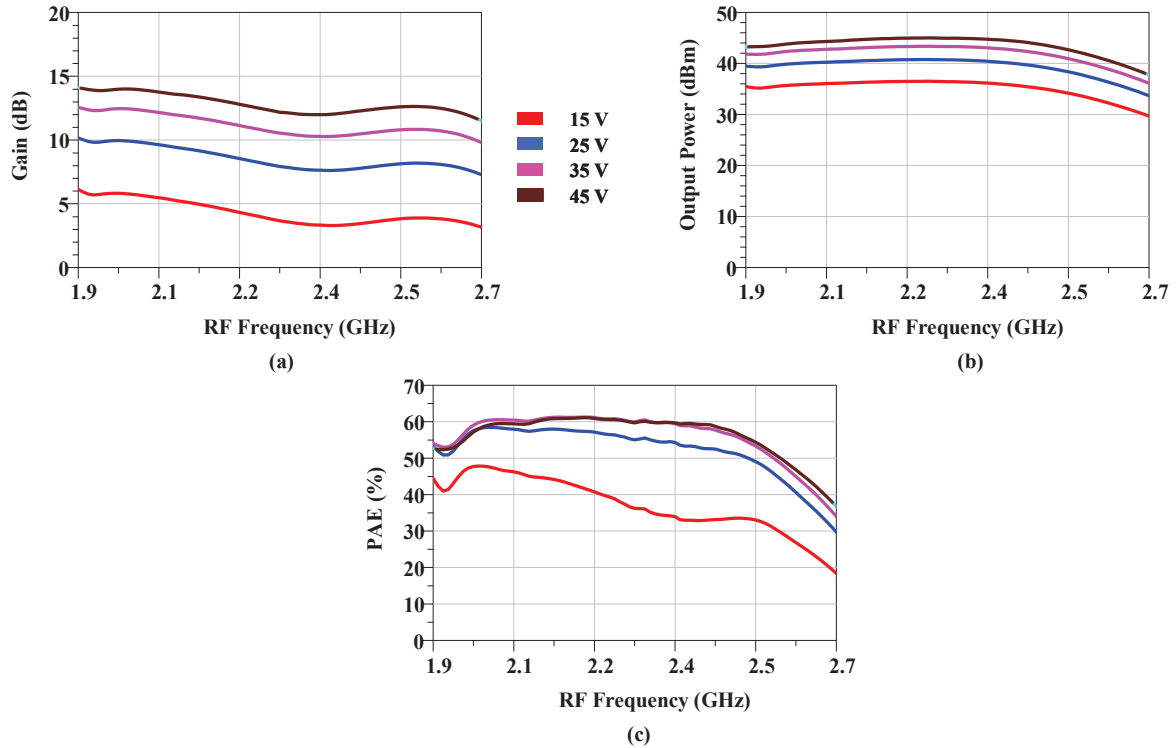 20
15
10
5
0
Gain (dB)
1.9 2.1 2.2 2.4 2.5 2.7
RF Frequency (GHz)
(a)
15 V
25 V
35 V
45 V
50
40
30
20
10
0
Output Power (dBm)
1.9 2.1 2.2 2.4 2.5 2.7
RF Frequency (GHz)
(b)
70
60
50
40
30
20
10
0
PAE (%)
1.9 2.1 2.2 2.4 2.5 2.7
RF Frequency (GHz)
(c)